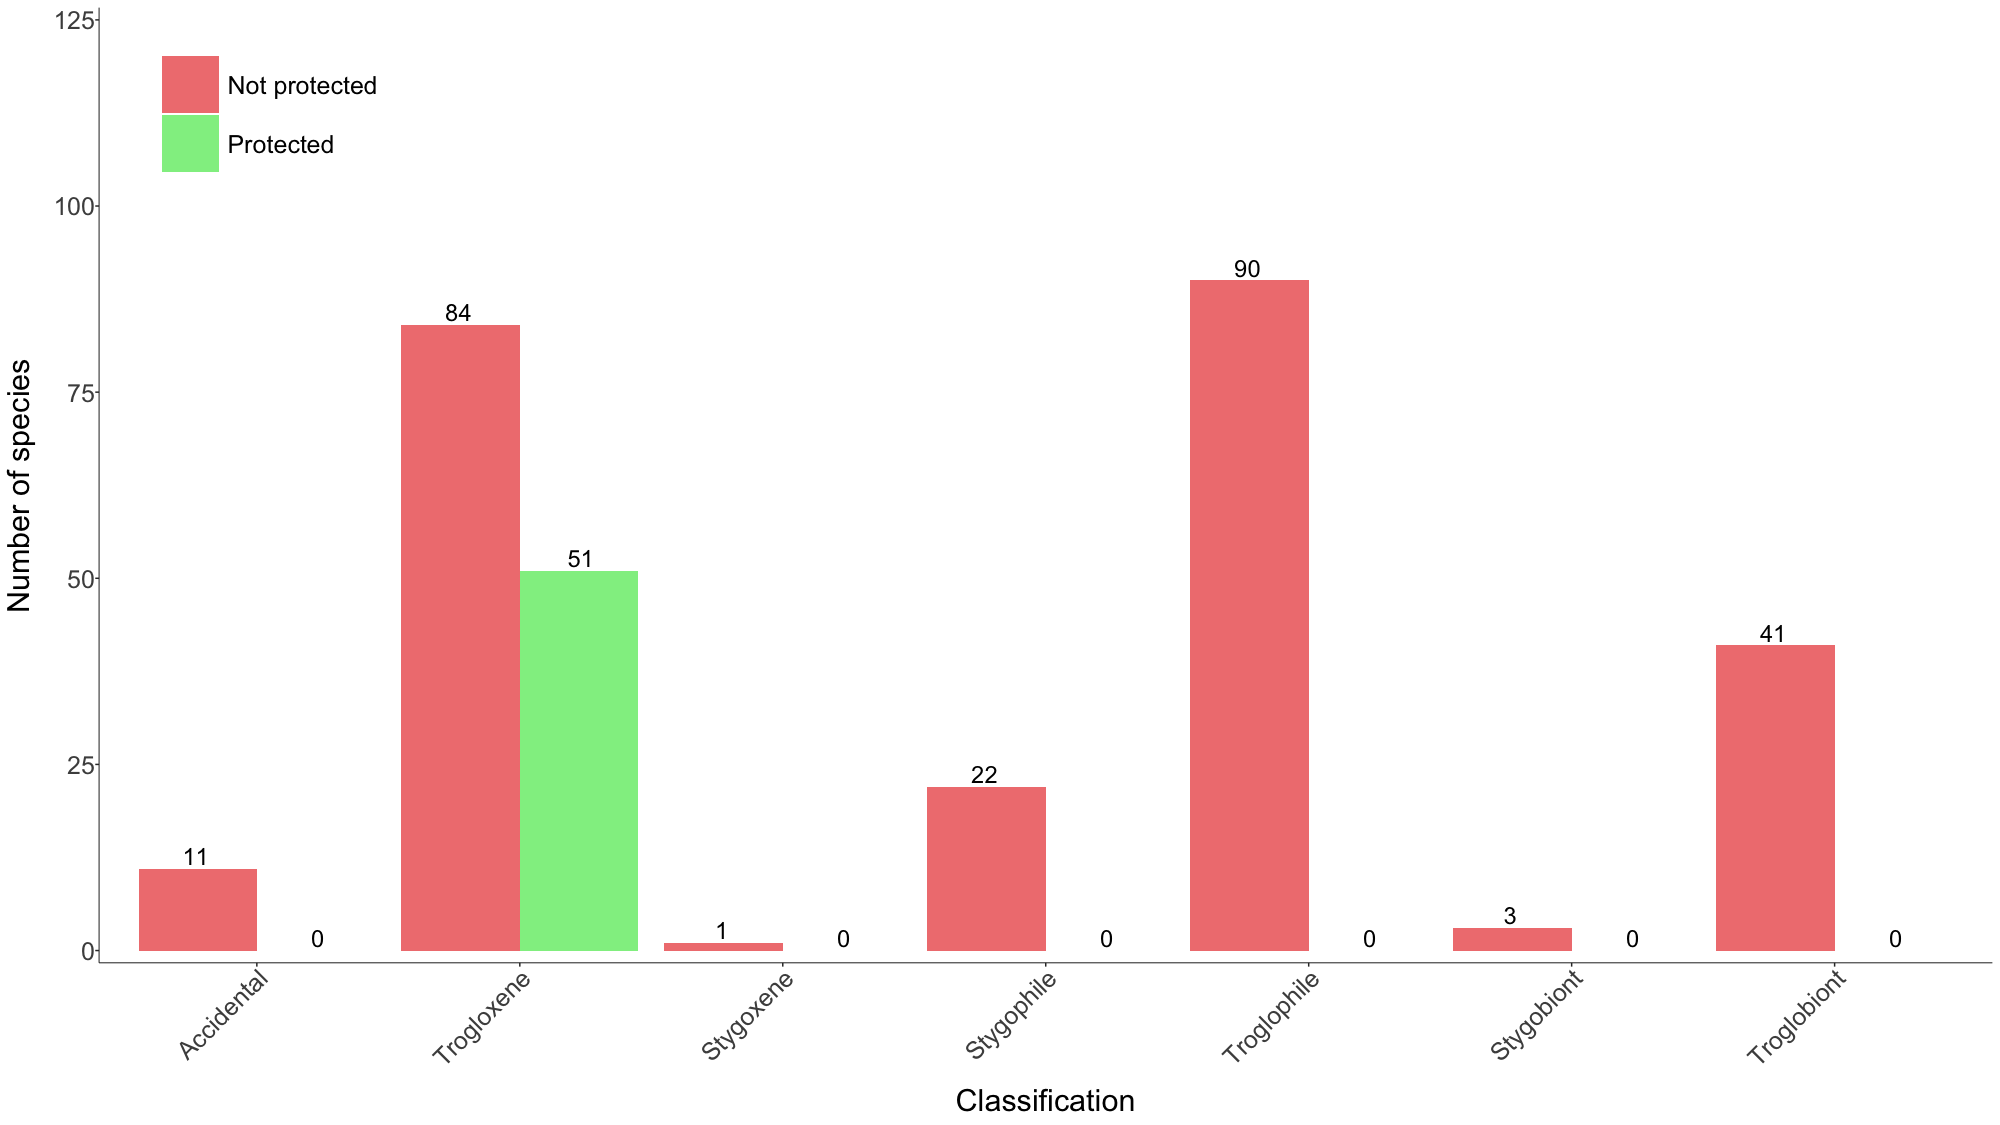 125
100
75
50
25
0
Number of species
Not protected
Protected
11
0
84
51
1
0
22
0
90
0
3
0
41
0
Accidental
Trogloxene
Stygoxene
Stygophile
Troglophile
Stygobiont
Troglobiont
Classification